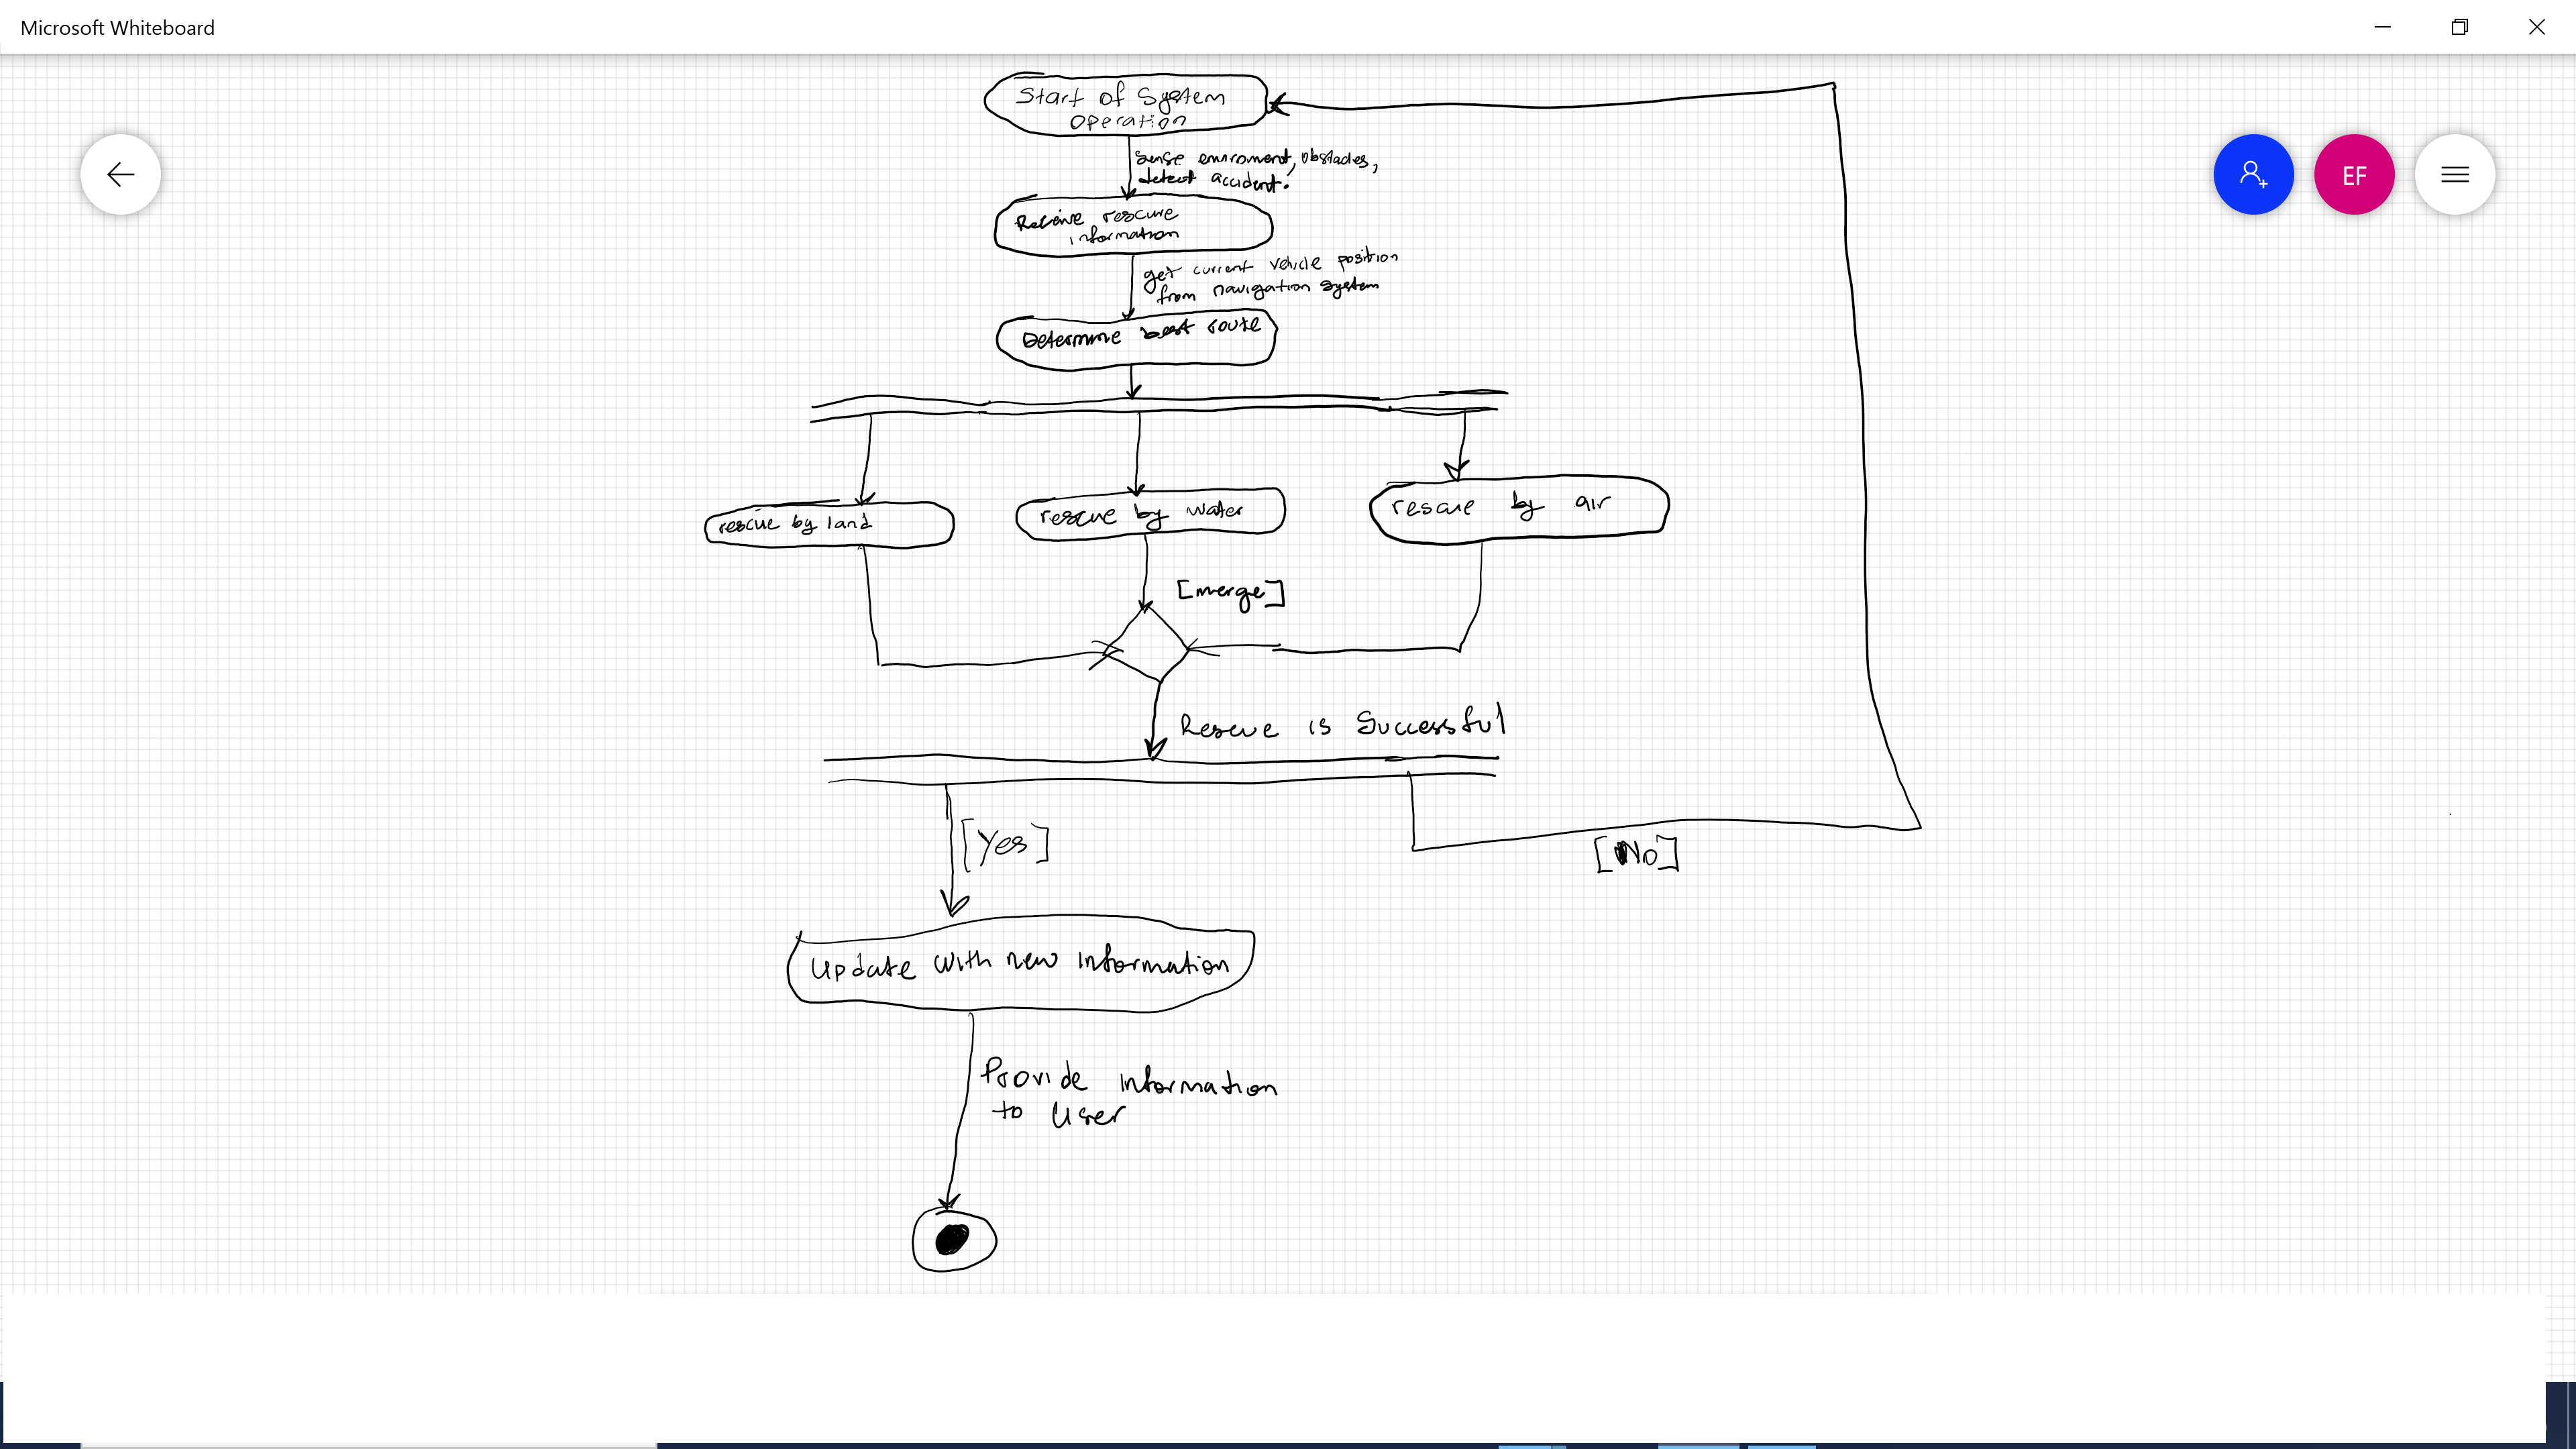 Microsoft Whiteboard
Start of System
Operation
Sense enviroment, obstacles,
detect accident.
EF
Recieve rescure
information
get current vehicle position
from navigation system
Determine best route
rescue by land
rescue by water
rescue by air
[merge]
Rescue is Successful
[Yes]
[No]
Update with new information
Provide information
to User